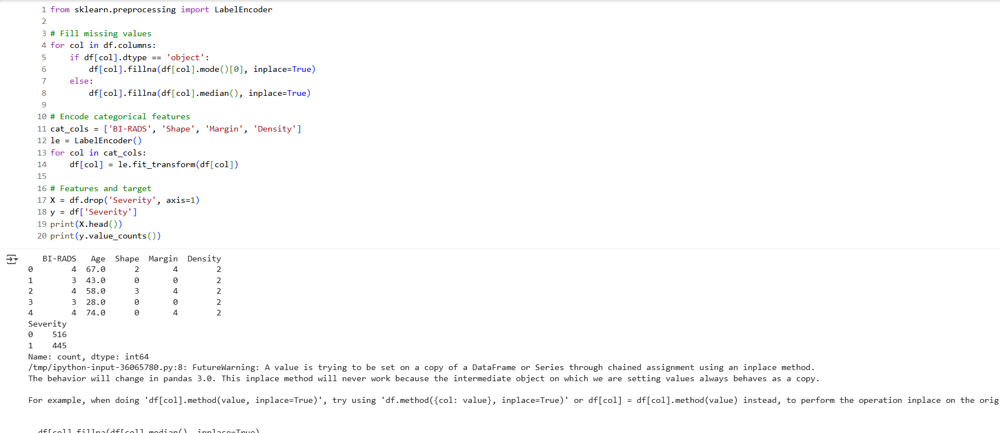 1 from sklearn.preprocessing import LabelEncoder
2
3 # Fill missing values
4 for col in df.columns:
5     if df[col].dtype == 'object':
6         df[col].fillna(df[col].mode()[0], inplace=True)
7     else:
8         df[col].fillna(df[col].median(), inplace=True)
9
10 # Encode categorical features
11 cat_cols = ['BI-RADS', 'Shape', 'Margin', 'Density']
12 le = LabelEncoder()
13 for col in cat_cols:
14     df[col] = le.fit_transform(df[col])
15
16 # Features and target
17 X = df.drop('Severity', axis=1)
18 y = df['Severity']
19 print(X.head())
20 print(y.value_counts())
   BI-RADS   Age  Shape  Margin  Density
0        4  67.0      2       4        2
1        3  43.0      0       0        2
2        4  58.0      3       4        2
3        3  28.0      0       0        2
4        4  74.0      0       4        2
Severity
0    516
1    445
Name: count, dtype: int64
/tmp/ipython-input-36065780.py:8: FutureWarning: A value is trying to be set on a copy of a DataFrame or Series through chained assignment using an inplace method.
The behavior will change in pandas 3.0. This inplace method will never work because the intermediate object on which we are setting values always behaves as a copy.
For example, when doing 'df[col].method(value, inplace=True)', try using 'df.method({col: value}, inplace=True)' or df[col] = df[col].method(value) instead, to perform the operation inplace on the orig
df[col].fillna(df[col].median(), inplace=True)